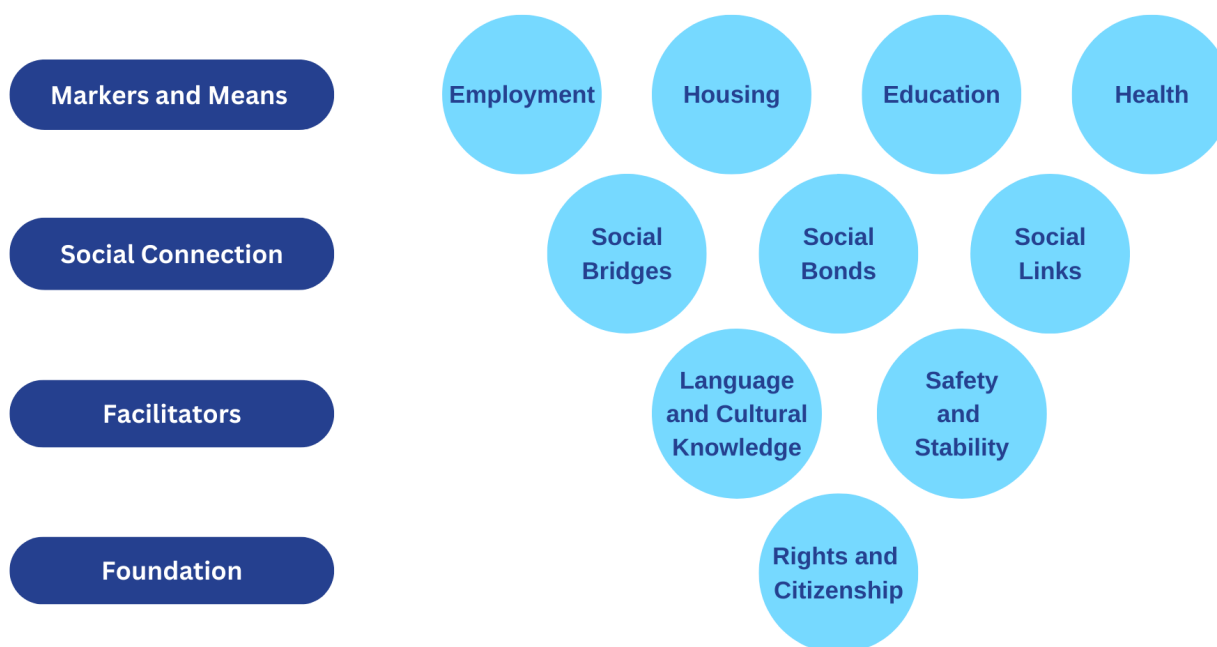 Markers and Means
Employment
Housing
Education
Health
Social Connection
Social
Bridges
Social
Bonds
Social
Links
Facilitators
Language
and Cultural
Knowledge
Safety
and
Stability
Foundation
Rights and
Citizenship